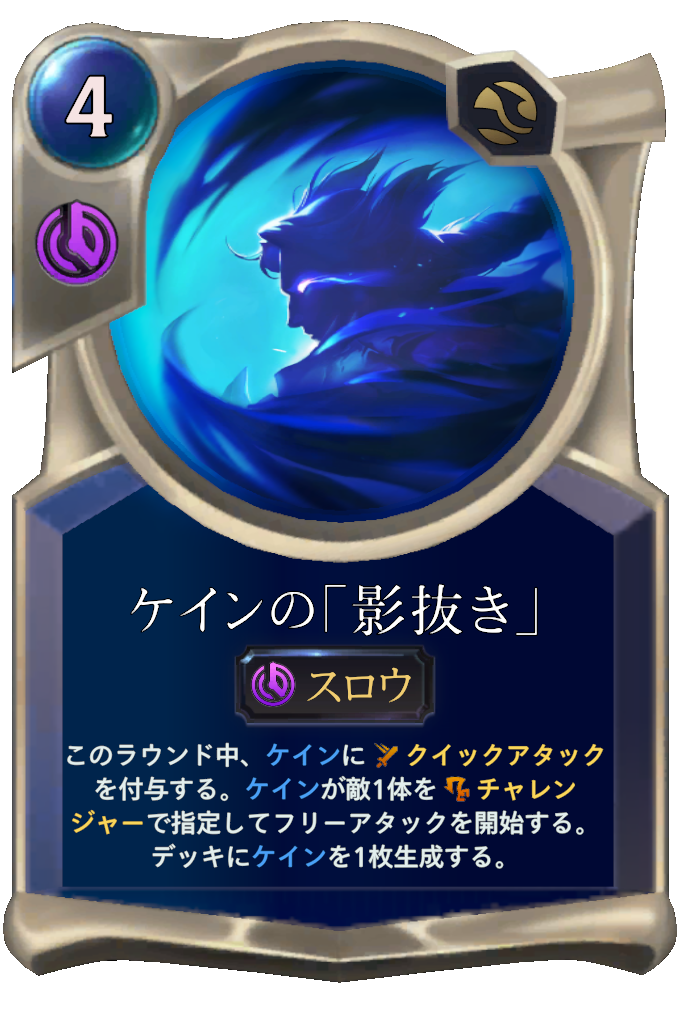 4
ケインの「影抜き」
スロウ
このラウンド中、ケインに クイックアタック
を付与する。ケインが敵1体を チャレン
ジャーで指定してフリーアタックを開始する。
デッキにケインを1枚生成する。